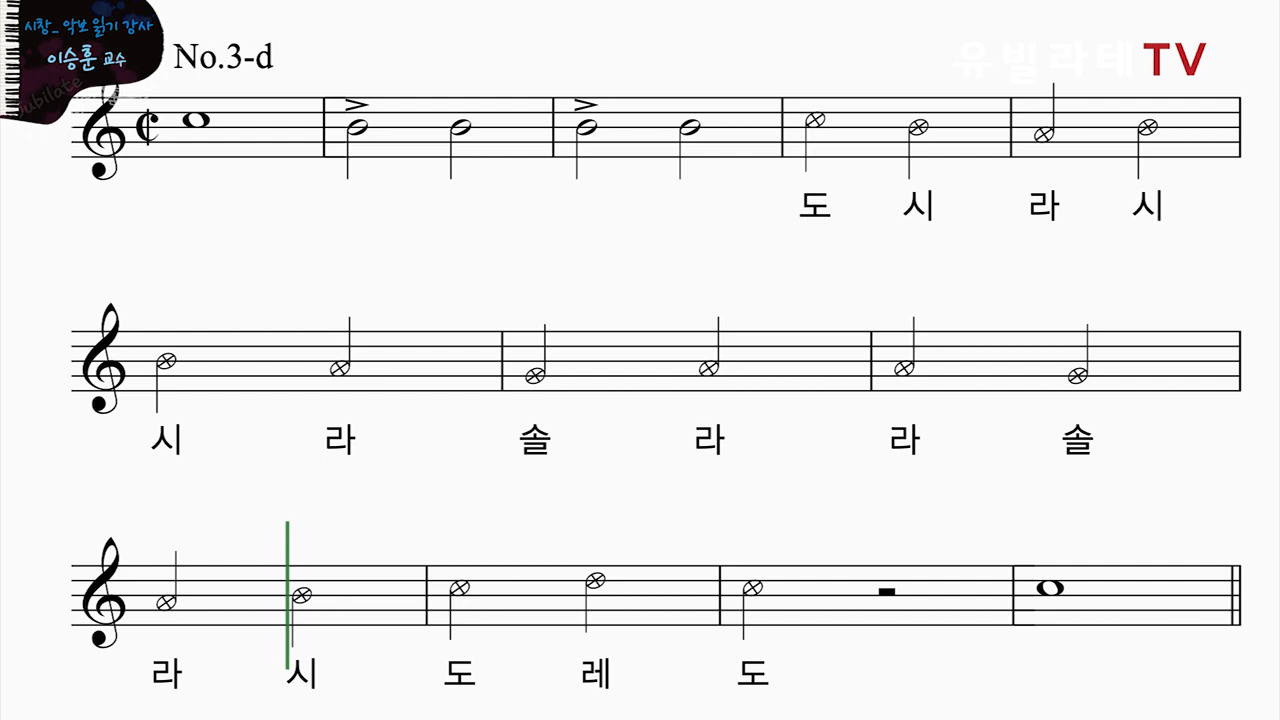 시창_악보 읽기 강사
이승훈 교수
Jubilate
No.3-d
유빌라테TV
도 시 라 시
시 라 솔 라 라 솔
라 시 도 레 도